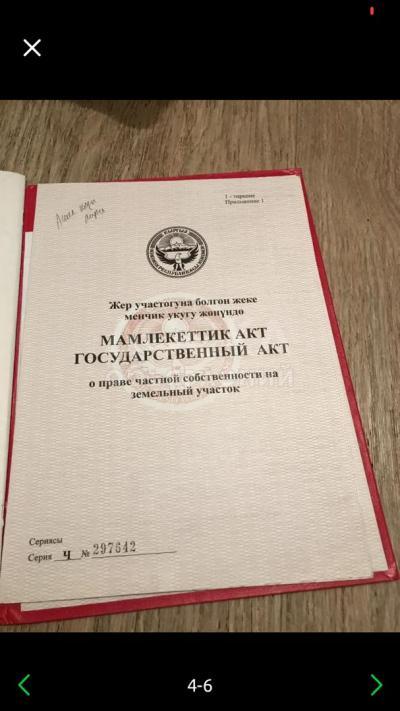 1 - тиркеме
Приложение 1
Жер участогуна болгон жеке
менчик укугу жөнүндө
МАМЛЕКЕТТИК АКТ
ГОСУДАРСТВЕННЫЙ АКТ
о праве частной собственности на
земельный участок
Сериясы
Серия Ч № 297642
4-6